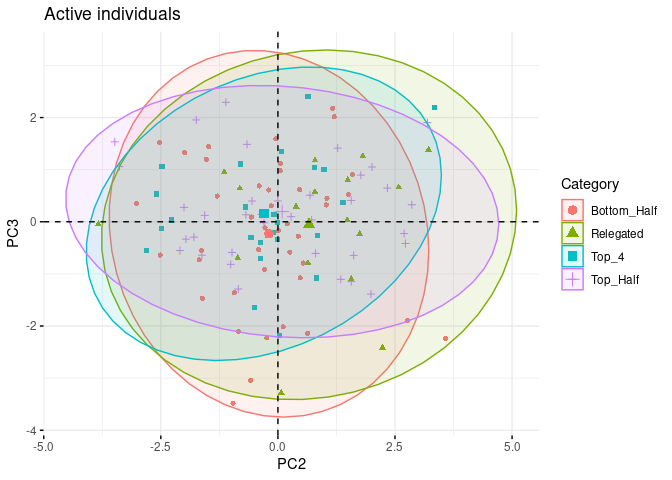 Active individuals
PC3
2
0
-2
-4
-5.0 -2.5 0.0 2.5 5.0
PC2
Category
Bottom_Half
Relegated
Top_4
Top_Half